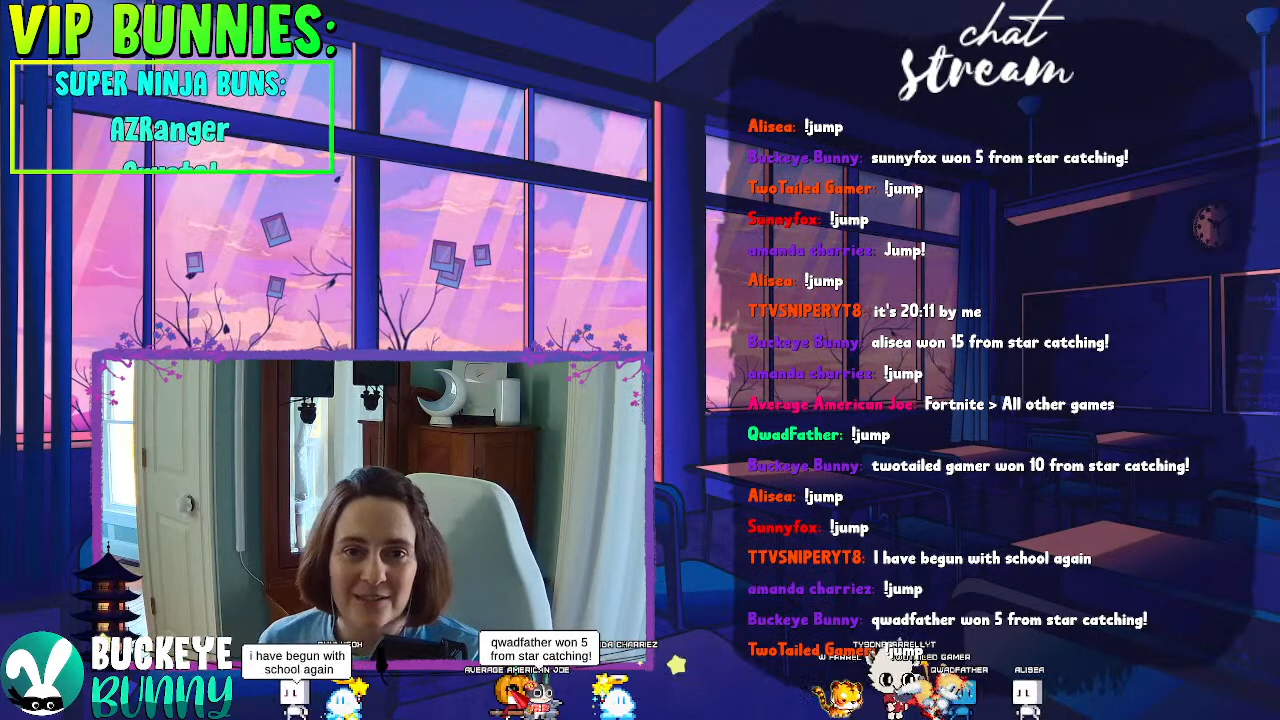 VIP BUNNIES:
SUPER NINJA BUNS:
AZRanger
chat
stream
Alisea: !jump
Buckeye Bunny: sunnyfox won 5 from star catching!
TwoTailed Gamer: !jump
Sunnyfox: !jump
amanda charriez: Jump!
Alisea: !jump
TTVSNIPERYT8: it's 20:11 by me
Buckeye Bunny: alisea won 15 from star catching!
amanda charriez: !jump
Average American Joe: Fortnite > All other games
QwadFather: !jump
Buckeye Bunny: twotailed gamer won 10 from star catching!
Alisea: !jump
Sunnyfox: !jump
TTVSNIPERYT8: I have begun with school again
amanda charriez: !jump
Buckeye Bunny: qwadfather won 5 from star catching!
TwoTailed Gamer: !jump
BUCKEYE
BUNNY
i have begun with
school again
qwadfather won 5
from star catching!
AVERAGE AMERICAN JOE
DA CHARRIEZ
GAMER
QWADFATHER
ALISEA